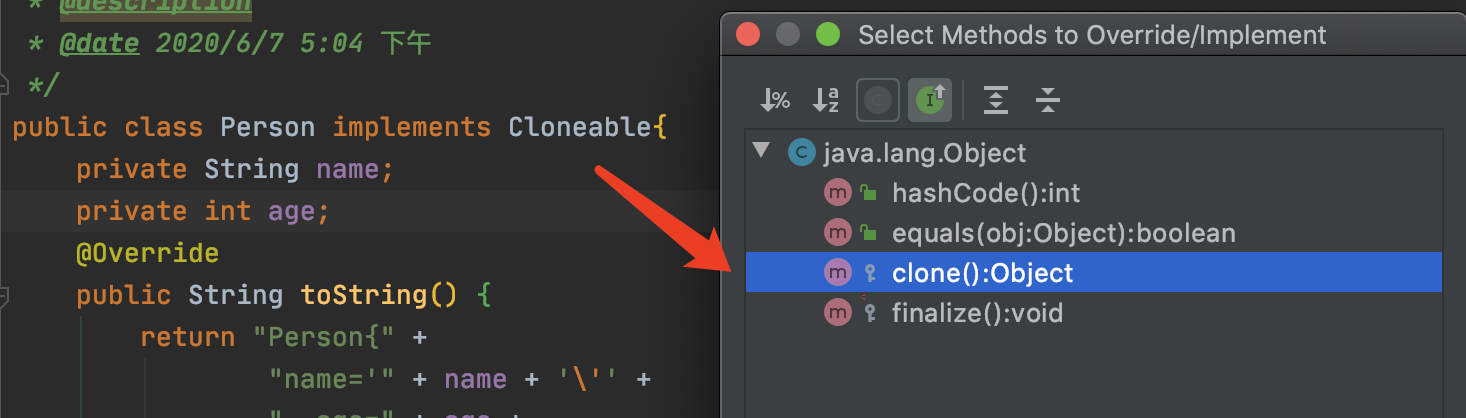 * @description
* @date 2020/6/7 5:04 下午
*/
public class Person implements Cloneable{
private String name;
private int age;
@Override
public String toString() {
return "Person{" +
"name='" + name + '\'' +
", age=" + age +
Select Methods to Override/Implement
java.lang.Object
hashCode():int
equals(obj:Object):boolean
clone():Object
finalize():void